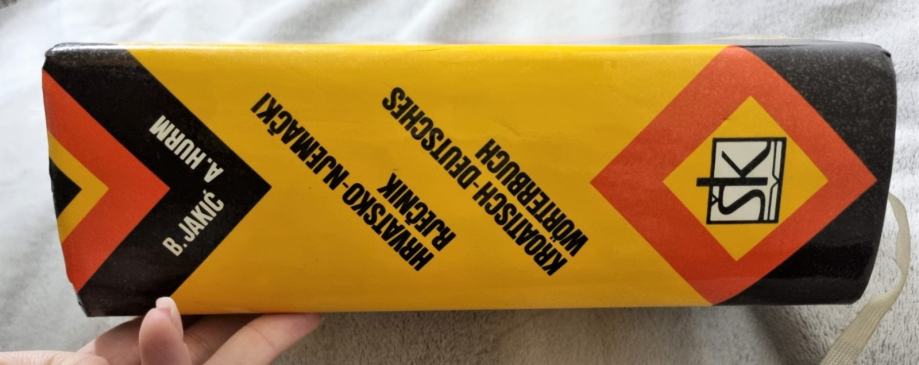 B. JAKIĆ A. HURM
HRVATSKO-NJEMAČKI
RJEČNIK
KROATISCH-DEUTSCHES
WÖRTERBUCH
šk